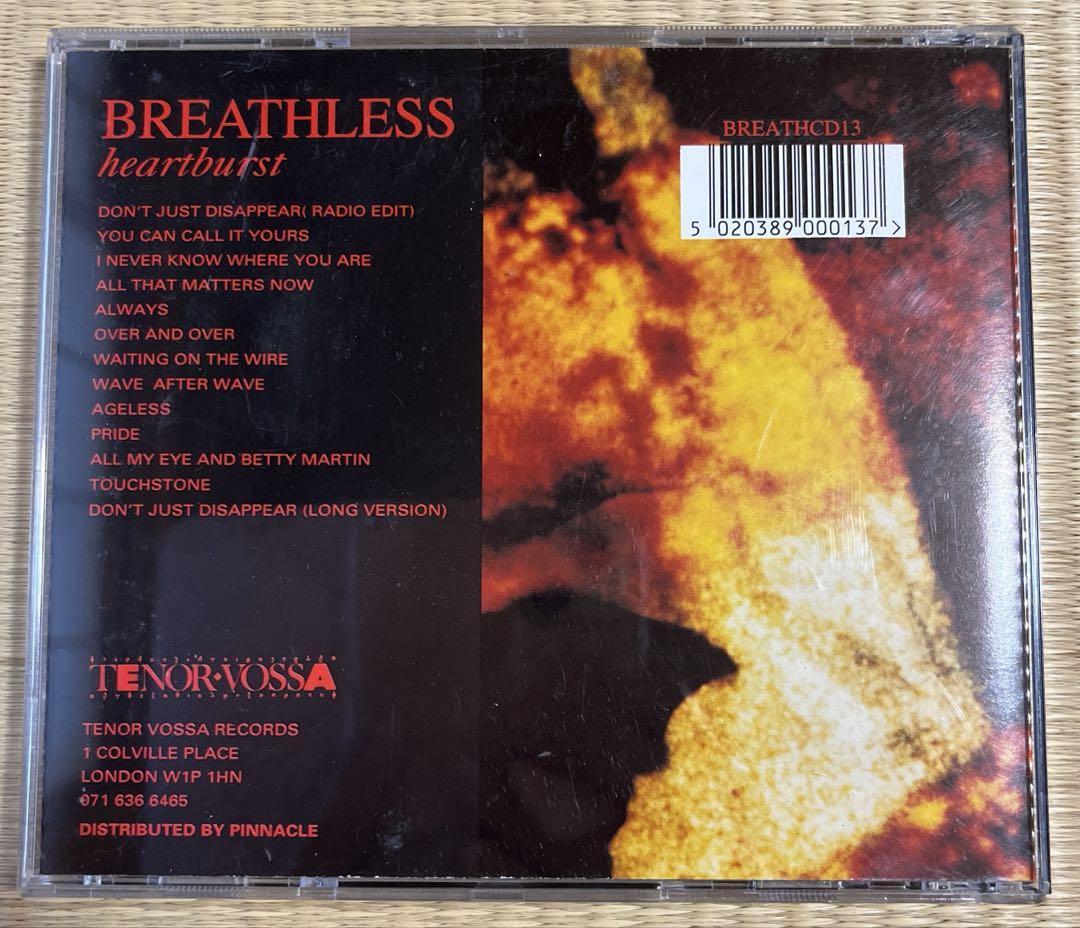 BREATHLESS
heartburst
DON'T JUST DISAPPEAR( RADIO EDIT)
YOU CAN CALL IT YOURS
I NEVER KNOW WHERE YOU ARE
ALL THAT MATTERS NOW
ALWAYS
OVER AND OVER
WAITING ON THE WIRE
WAVE AFTER WAVE
AGELESS
PRIDE
ALL MY EYE AND BETTY MARTIN
TOUCHSTONE
DON'T JUST DISAPPEAR (LONG VERSION)
TENOR·VOSSA
TENOR VOSSA RECORDS
1 COLVILLE PLACE
LONDON W1P 1HN
071 636 6465
DISTRIBUTED BY PINNACLE
BREATHCD13
5 020389 000137 >